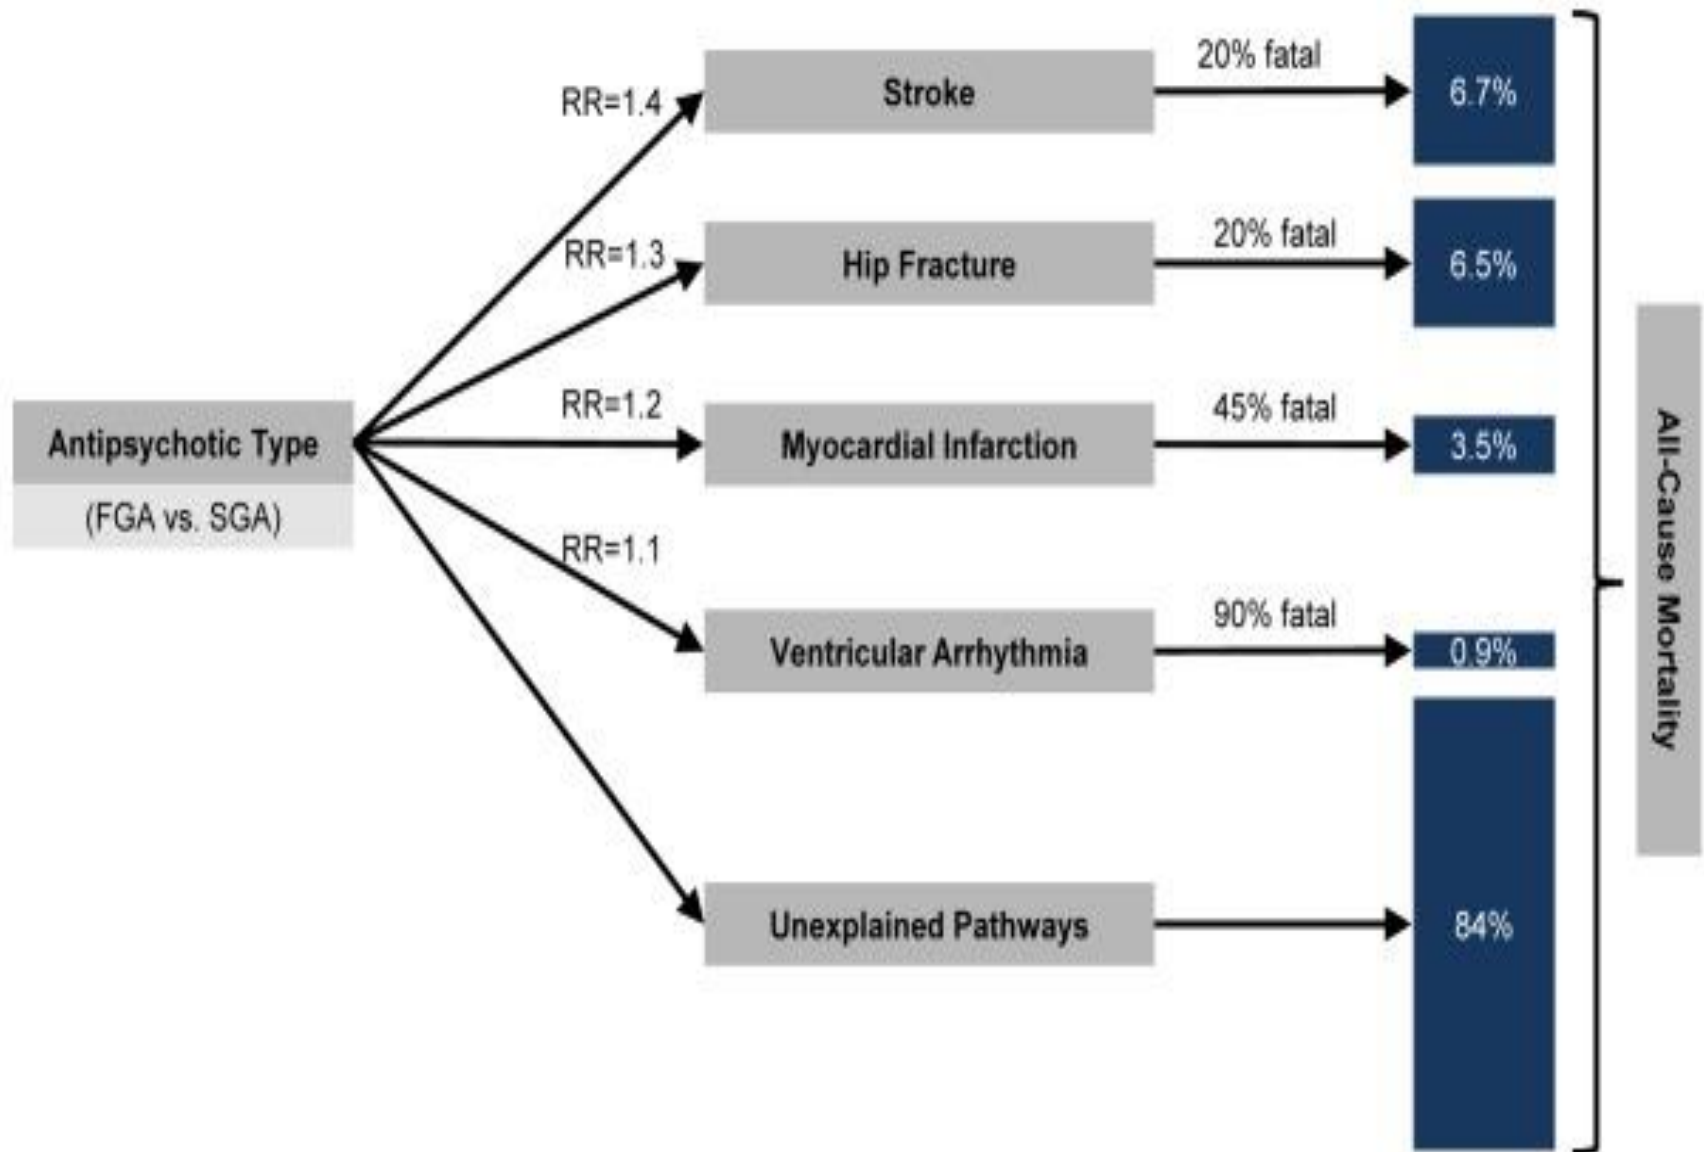 Antipsychotic Type
(FGA vs. SGA)
RR=1.4
Stroke
20% fatal
6.7%
RR=1.3
Hip Fracture
20% fatal
6.5%
RR=1.2
Myocardial Infarction
45% fatal
3.5%
RR=1.1
Ventricular Arrhythmia
90% fatal
0.9%
Unexplained Pathways
84%
All-Cause Mortality